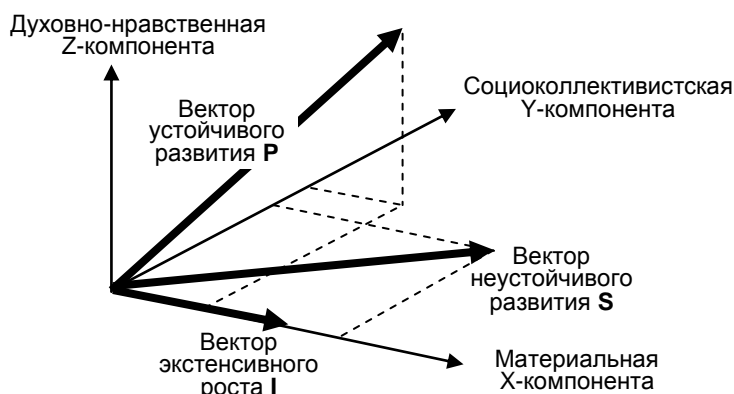 Духовно-нравственная
Z-компонента
Социоколлективистская
Y-компонента
Вектор
устойчивого
развития P
Вектор
неустойчивого
развития S
Вектор
экстенсивного
роста I
Материальная
X-компонента